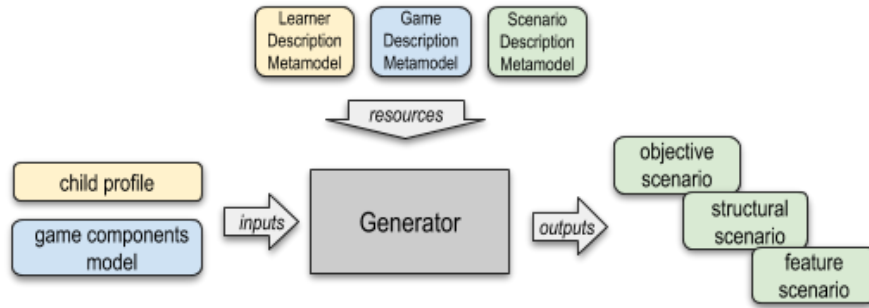 Learner
Description
Metamodel
Game
Description
Metamodel
Scenario
Description
Metamodel
resources
child profile
game components
model
inputs
Generator
outputs
objective
scenario
structural
scenario
feature
scenario